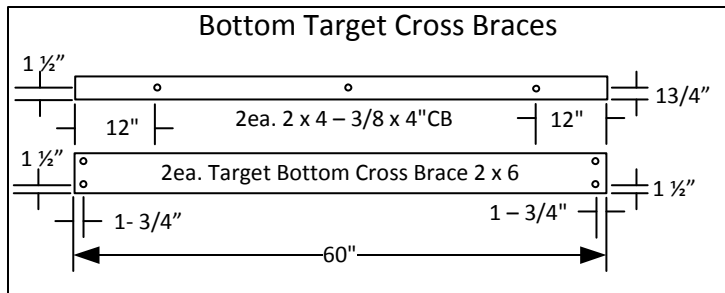 Bottom Target Cross Braces
1 ½”
13/4"
12"
2ea. 2 x 4 – 3/8 x 4"CB
12"
1 ½”
2ea. Target Bottom Cross Brace 2 x 6
1 ½”
1- 3/4”
1 – 3/4"
60"